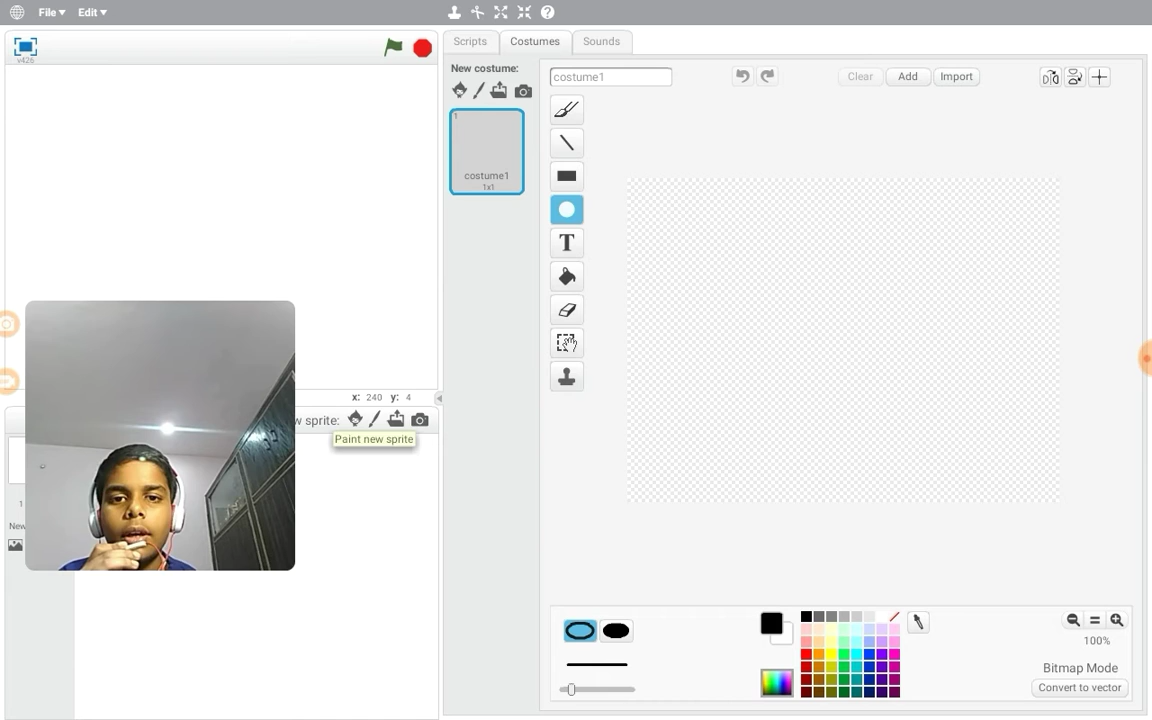 File▼ Edit▼
v426
Scripts Costumes Sounds
New costume:
costume1
Clear Add Import
1
costume1
1x1
T
x: 240 y: 4
w sprite:
Paint new sprite
1
New
100%
Bitmap Mode
Convert to vector